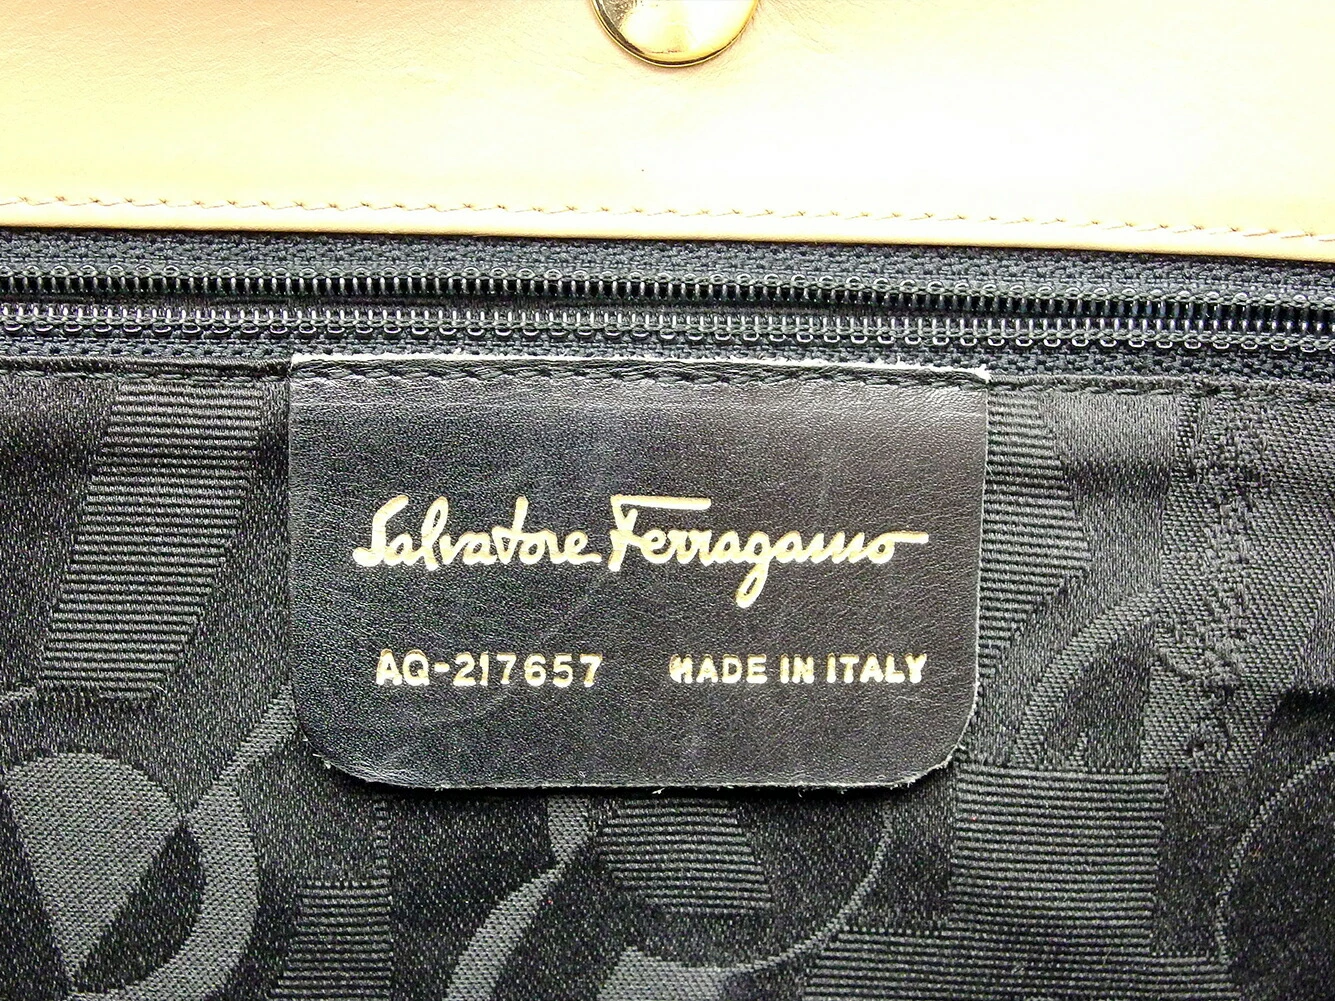 Salvatore Ferragamo
AQ-217657 MADE IN ITALY